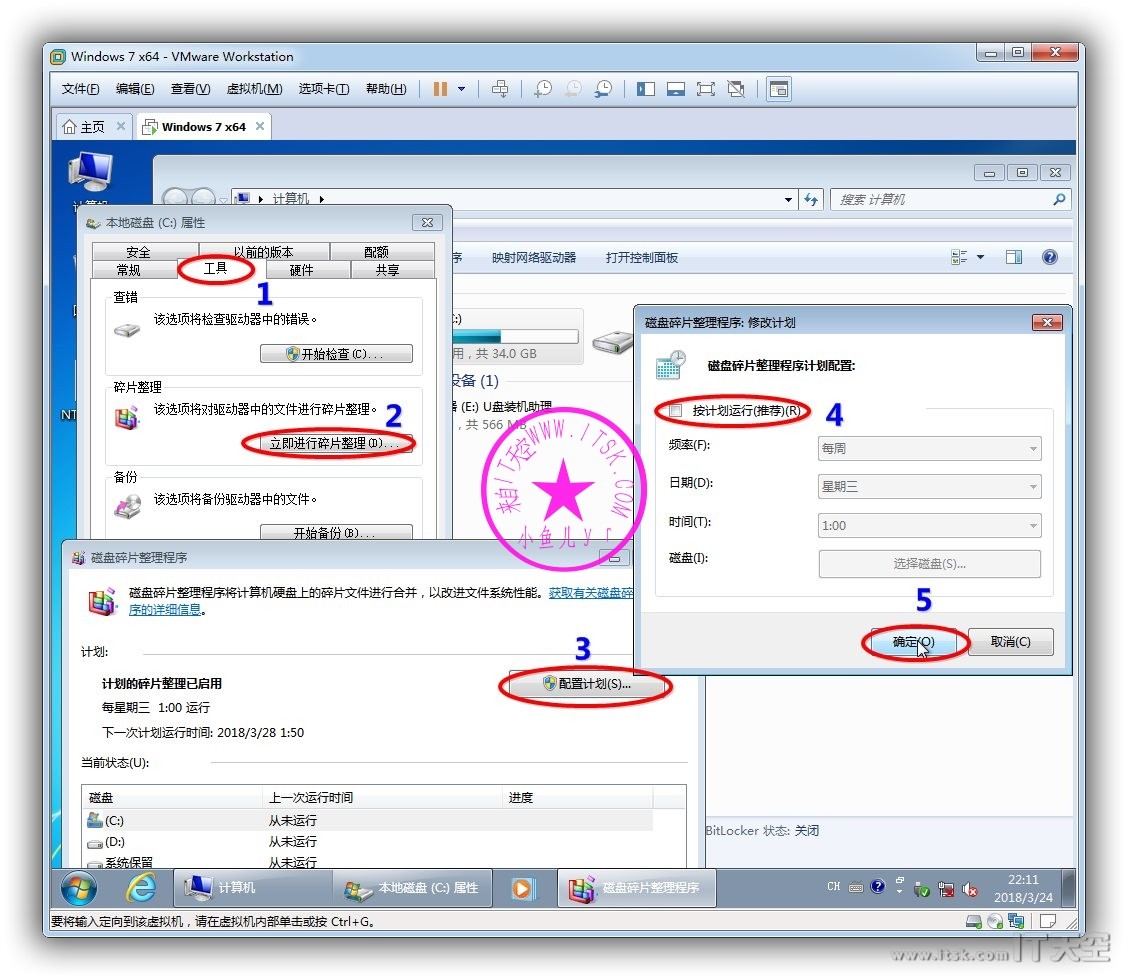 Windows 7 x64 - VMware Workstation
文件(F) 编辑(E) 查看(V) 虚拟机(M) 选项卡(T) 帮助(H)
主页 Windows 7 x64
计算机
计算机
搜索 计算机
本地磁盘 (C:) 属性
安全 以前的版本 配额
常规 工具 硬件 共享
1
序 映射网络驱动器 打开控制面板
查错
该选项将检查驱动器中的错误。
开始检查(C)...
碎片整理
该选项将对驱动器中的文件进行碎片整理。
2
立即进行碎片整理(D)...
备份
该选项将备份驱动器中的文件。
开始备份(B)...
:)
用，共 34.0 GB
设备 (1)
(E:) U盘装机助理
，共 566 MB
NT
来自IT天空WWW.ITSK.COM
小鱼儿yr
磁盘碎片整理程序: 修改计划
磁盘碎片整理程序计划配置:
按计划运行(推荐)(R)
4
频率(F): 每周
日期(D): 星期三
时间(T): 1:00
磁盘(I): 选择磁盘(S)...
5
确定(O) 取消(C)
磁盘碎片整理程序
磁盘碎片整理程序将计算机硬盘上的碎片文件进行合并，以改进文件系统性能。获取有关磁盘碎
序的详细信息。
计划:
3
计划的碎片整理已启用
配置计划(S)...
每星期三 1:00 运行
下一次计划运行时间: 2018/3/28 1:50
当前状态(U):
磁盘 上一次运行时间 进度
(C:) 从未运行
(D:) 从未运行
系统保留 从未运行
BitLocker 状态: 关闭
计算机 本地磁盘 (C:) 属性 磁盘碎片整理程序
CH
22:11
2018/3/24
要将输入定向到该虚拟机，请在虚拟机内部单击或按 Ctrl+G。
www.itsk.com IT天空